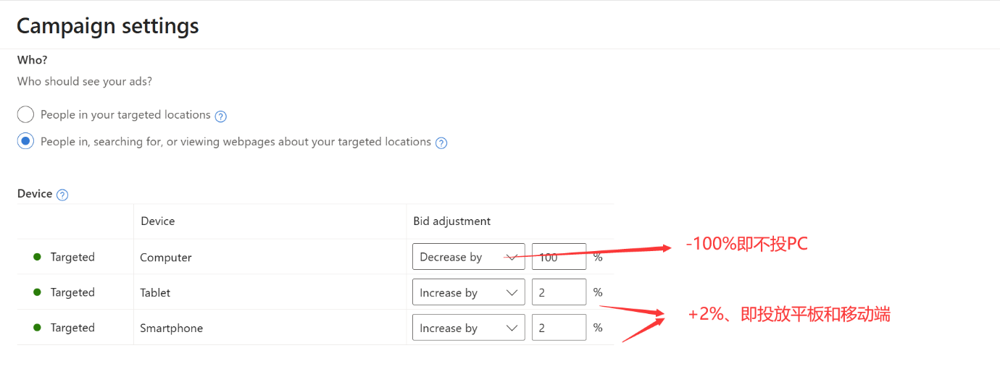 Campaign settings
Who?
Who should see your ads?
People in your targeted locations ?
People in, searching for, or viewing webpages about your targeted locations ?
Device ?
Device Bid adjustment
Targeted Computer Decrease by 100 %
-100%即不投PC
Targeted Tablet Increase by 2 %
+2%、即投放平板和移动端
Targeted Smartphone Increase by 2 %